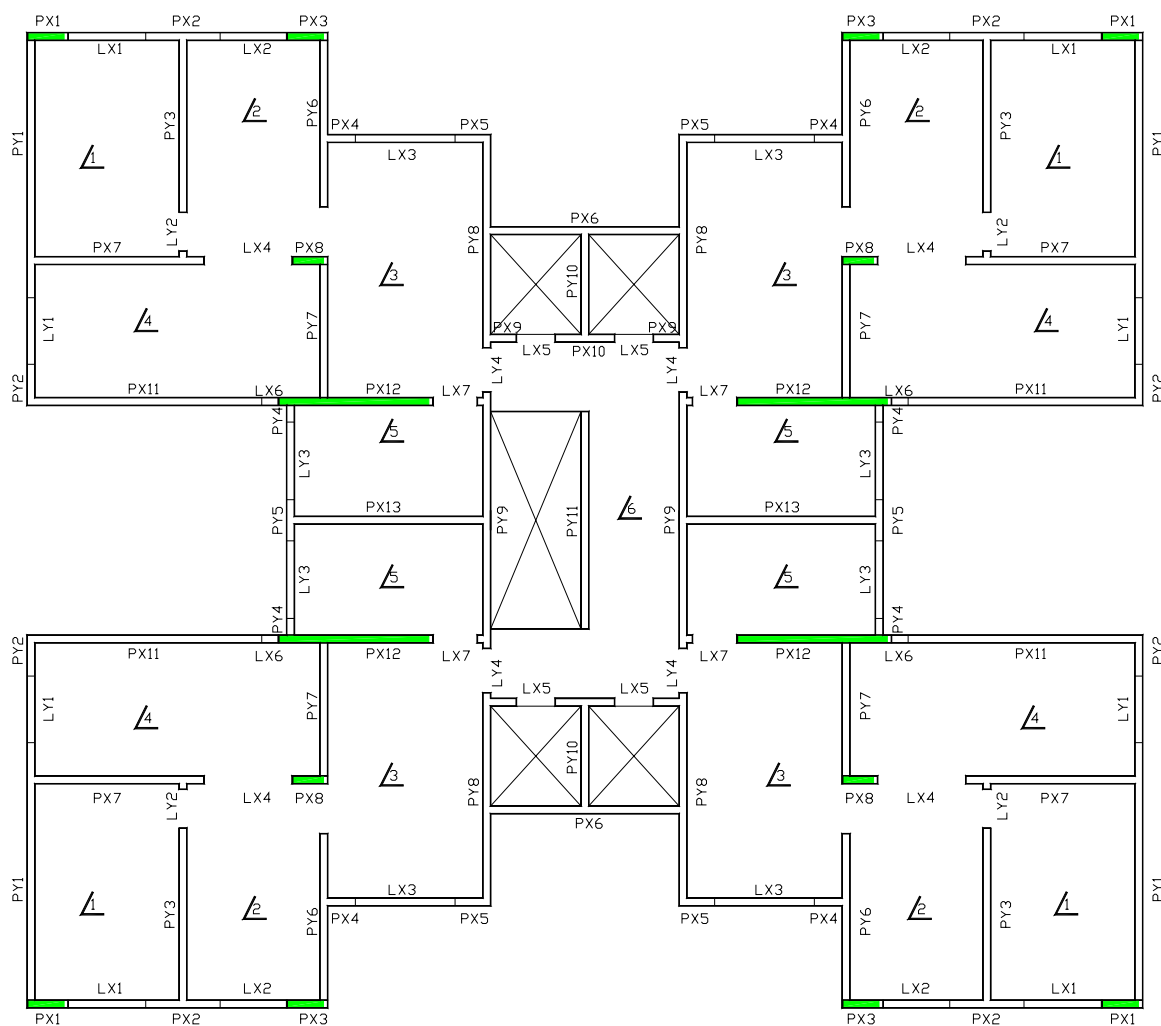 PX1 PX2 PX3 PX3 PX2 PX1
LX1 LX2 LX2 LX1
PY1 PY3 2 PY6 PX4 PX5 PX5 PX4 PY6 2 PY3 PY1
1 LX3 LX3 1
PX6
LY2 PY8 PY8 LY2
PX7 LX4 PX8 PX8 LX4 PX7
3 PY10 3
LY1 4 PY7 PX9 PX9 PY7 4 LY1
LX5 PX10 LX5
LY4 LY4
PY2 PX11 LX6 PX12 LX7 LX7 PX12 LX6 PX11 PY2
PY4 5 5 PY4
LY3 LY3
PX13 PX13
PY5 PY9 PY11 6 PY9 PY5
LY3 5 5 LY3
PY4 PY4
PY2 PX11 LX6 PX12 LX7 LX7 PX12 LX6 PX11 PY2
LY4 LY4
LX5 LX5
LY1 4 PY7 PY7 4 LY1
PY10
3 3
PX7 LX4 PX8 PY8 PY8 PX8 LX4 PX7
LY2 LY2
PX6
PY1 1 PY3 2 PY6 LX3 LX3 PY6 2 PY3 1 PY1
PX4 PX5 PX5 PX4
LX1 LX2 LX2 LX1
PX1 PX2 PX3 PX3 PX2 PX1